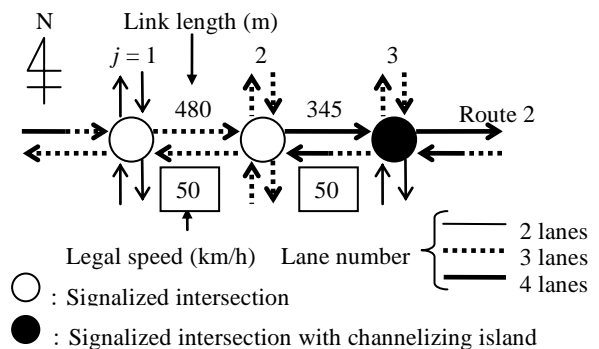 N
Link length (m)
j = 1
2
3
480
345
Route 2
50
50
Legal speed (km/h)
Lane number
2 lanes
3 lanes
4 lanes
: Signalized intersection
: Signalized intersection with channelizing island